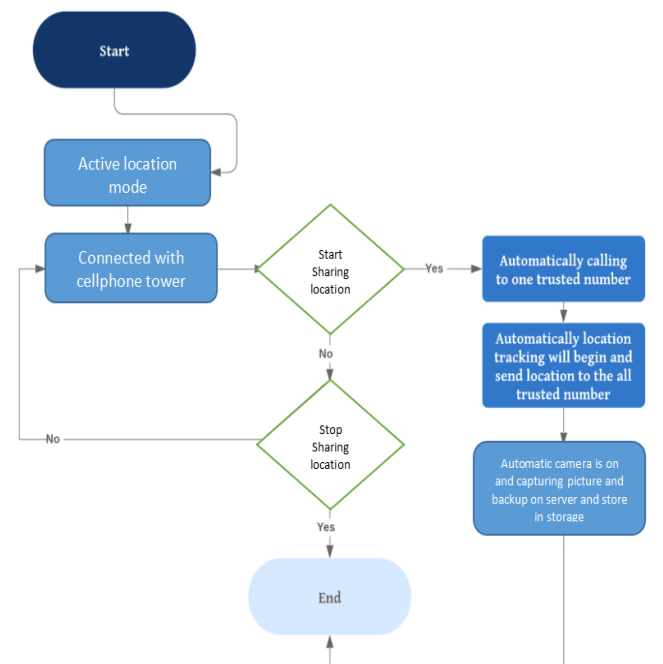 Start
Active location
mode
Connected with
cellphone tower
Start
Sharing
location
Yes
Automatically calling
to one trusted number
Automatically location
tracking will begin and
send location to the all
trusted number
No
Stop
Sharing
location
No
Automatic camera is on
and capturing picture and
backup on server and store
in storage
Yes
End